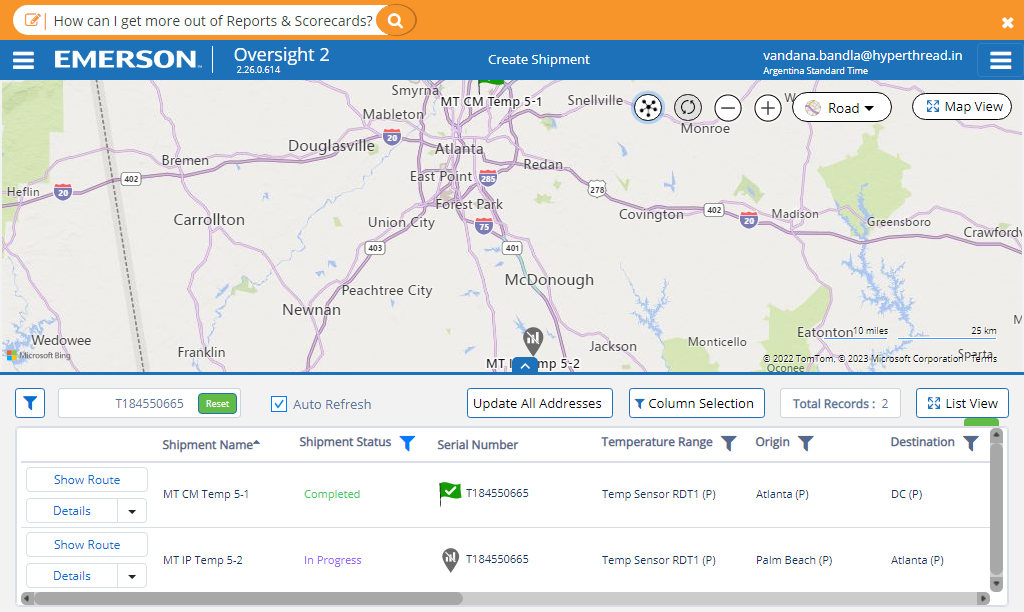 How can I get more out of Reports & Scorecards?
EMERSON
Oversight 2
2.26.0.614
Create Shipment
vandana.bandla@hyperthread.in
Argentina Standard Time
Smyrna
MT CM Temp 5-1
Snellville
Road
Map View
Mableton
Monroe
Douglasville
20
Atlanta
Bremen
Redan
402
East Point
285
Heflin
20
278
Forest Park
Covington
402
20
Madison
Carrollton
Union City
75
Greensboro
Crawfordv
403
401
McDonough
Peachtree City
Newnan
Eatonton
10 miles
25 km
Wedowee
Franklin
Jackson
Monticello
Microsoft Bing
Sparta
© 2022 TomTom, © 2023 Microsoft Corporation Terms
MT IP Temp 5-2
Oconee
T184550665
Reset
Auto Refresh
Update All Addresses
Column Selection
Total Records : 2
List View
Shipment Name
Shipment Status
Serial Number
Temperature Range
Origin
Destination
Show Route
MT CM Temp 5-1
Completed
T184550665
Temp Sensor RDT1 (P)
Atlanta (P)
DC (P)
Details
Show Route
MT IP Temp 5-2
In Progress
T184550665
Temp Sensor RDT1 (P)
Palm Beach (P)
Atlanta (P)
Details